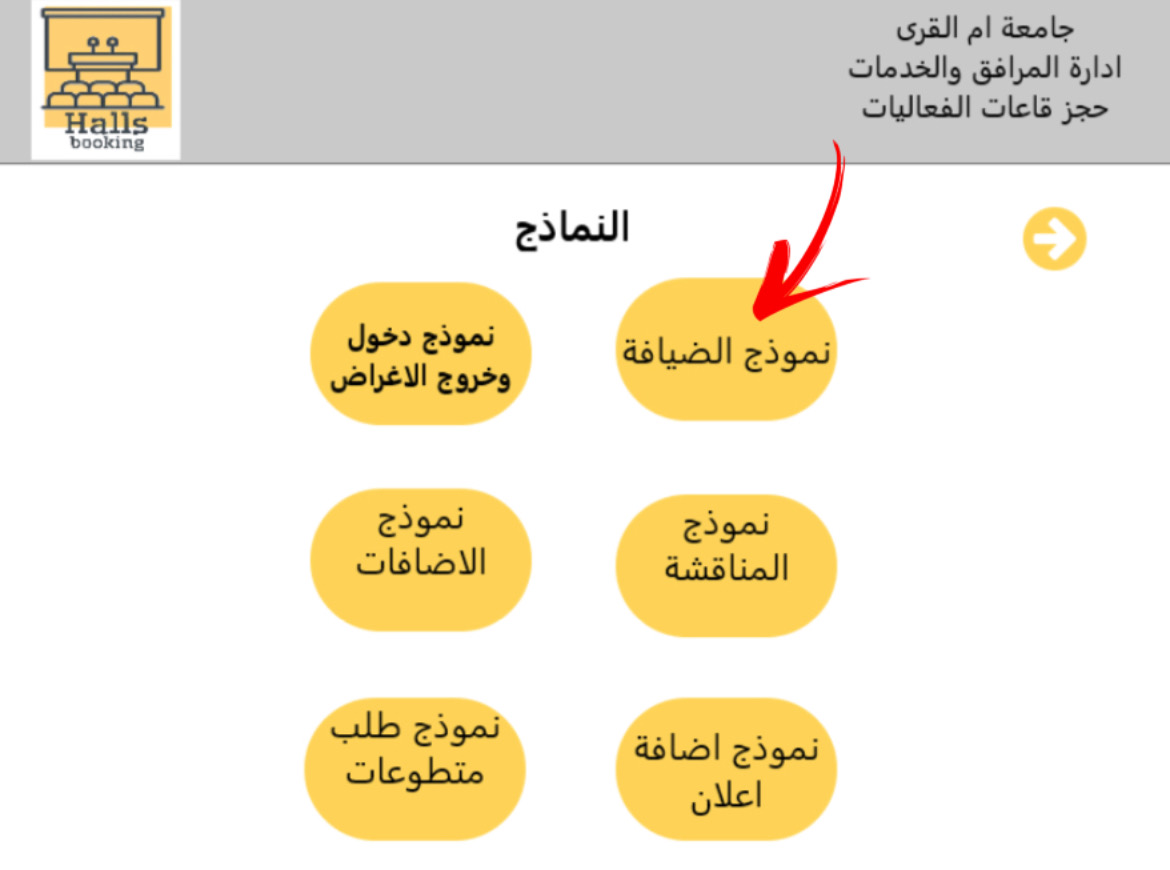 جامعة ام القرى
ادارة المرافق والخدمات
حجز قاعات الفعاليات
Halls
booking
النماذج
نموذج الضيافة
نموذج دخول
وخروج الاغراض
نموذج
المناقشة
نموذج
الاضافات
نموذج اضافة
اعلان
نموذج طلب
متطوعات